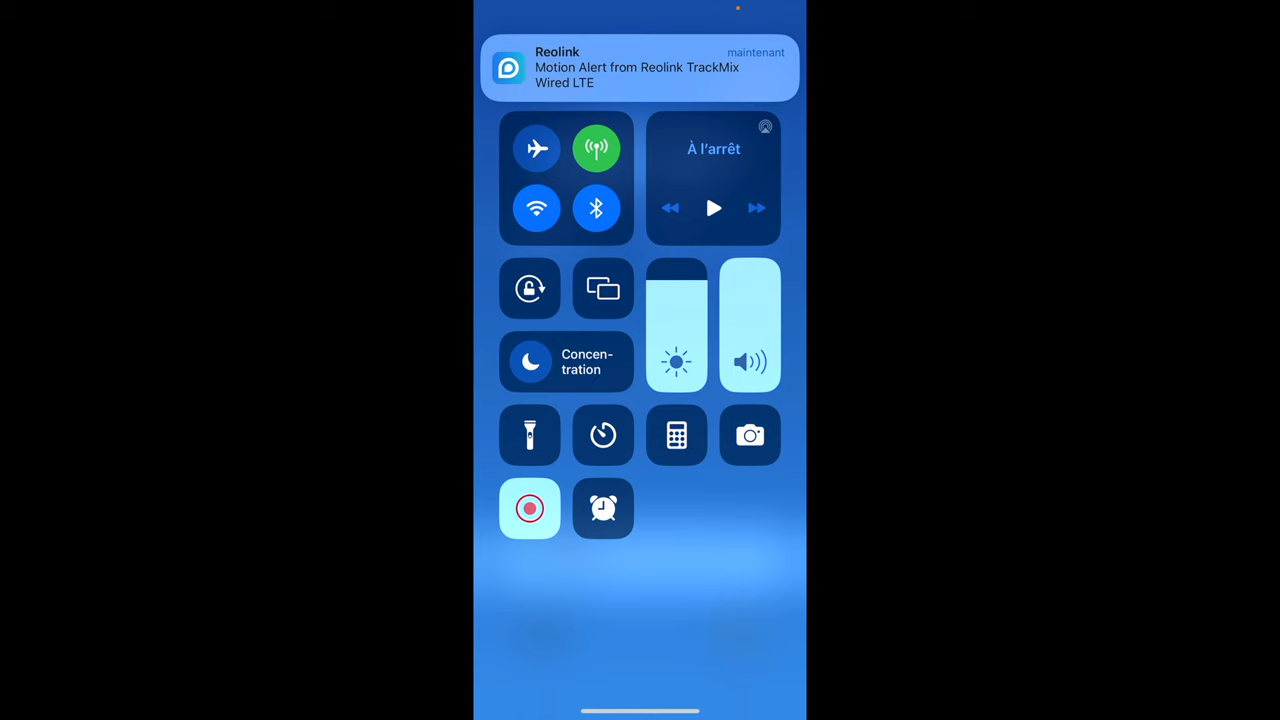 Reolink
maintenant
Motion Alert from Reolink TrackMix
Wired LTE
À l’arrêt
Concen-
tration